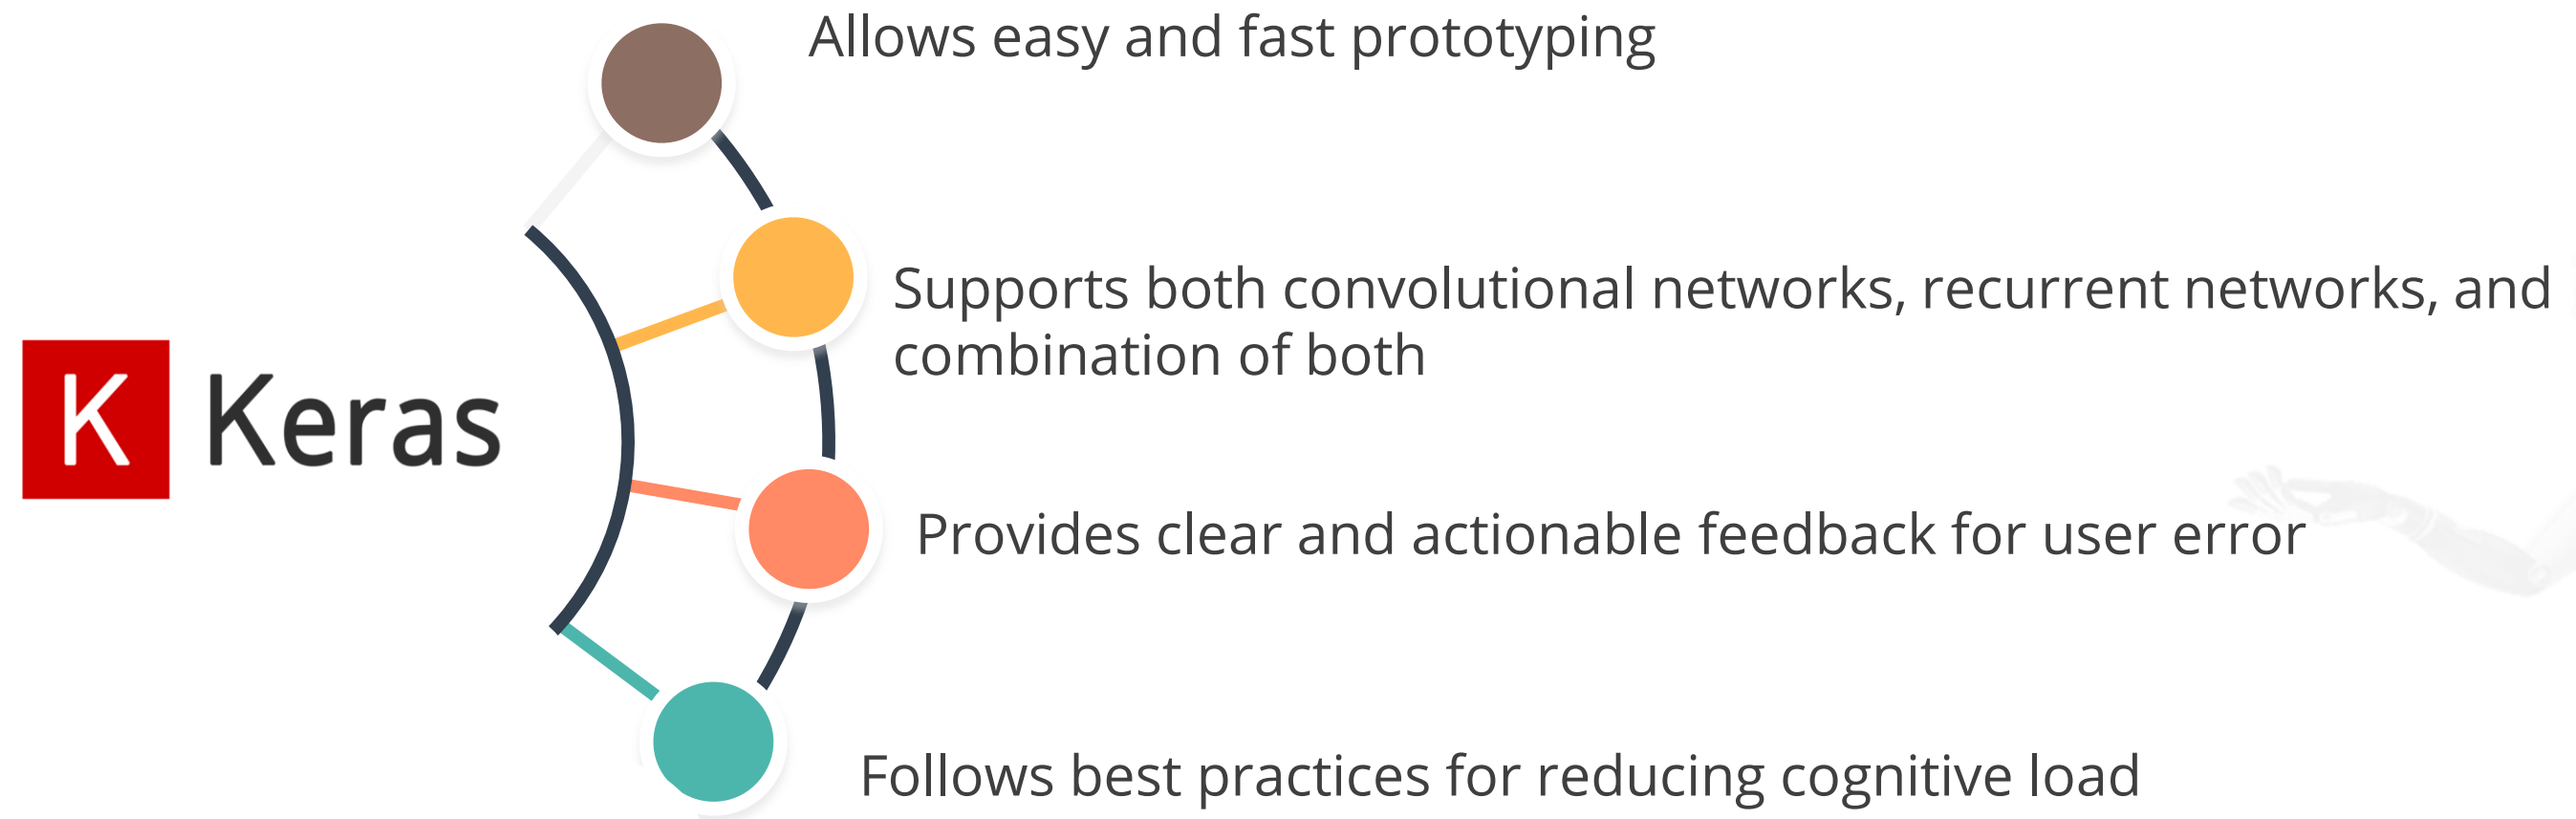 Allows easy and fast prototyping
Supports both convolutional networks, recurrent networks, and
combination of both
K Keras
Provides clear and actionable feedback for user error
Follows best practices for reducing cognitive load